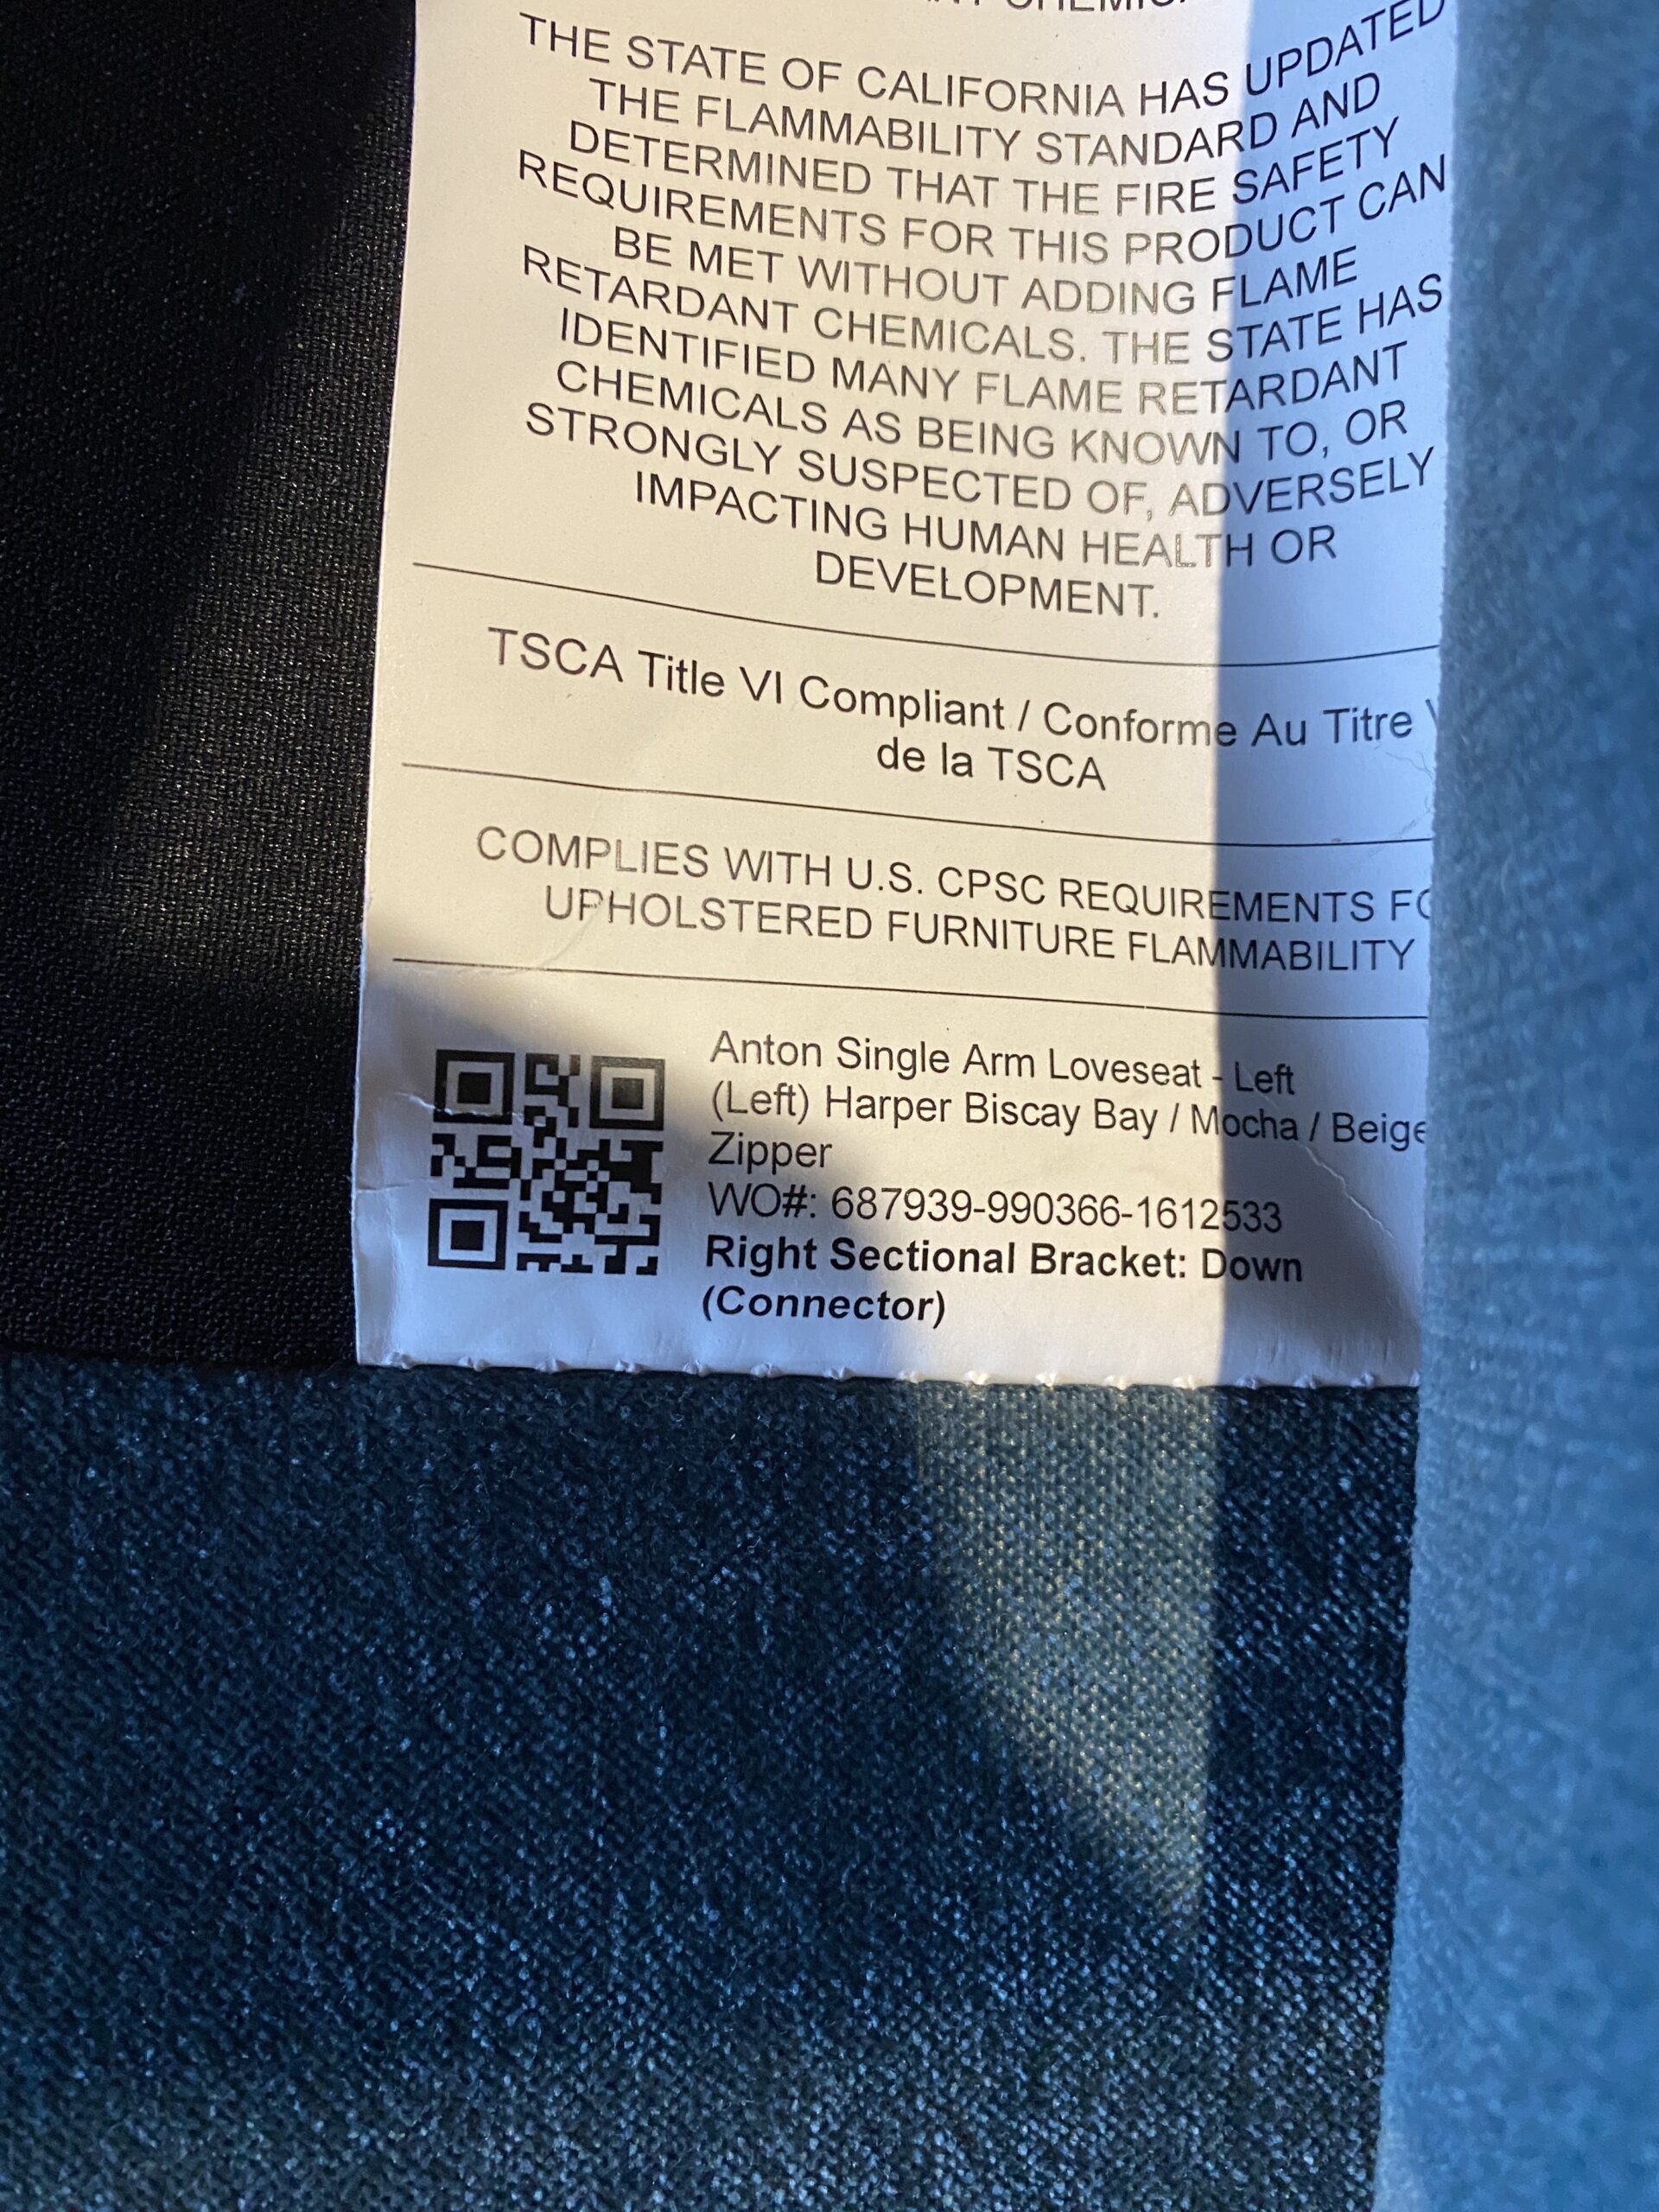 THE STATE OF CALIFORNIA HAS UPDATED
THE FLAMMABILITY STANDARD AND
DETERMINED THAT THE FIRE SAFETY
REQUIREMENTS FOR THIS PRODUCT CAN
BE MET WITHOUT ADDING FLAME
RETARDANT CHEMICALS. THE STATE HAS
IDENTIFIED MANY FLAME RETARDANT
CHEMICALS AS BEING KNOWN TO, OR
STRONGLY SUSPECTED OF, ADVERSELY
IMPACTING HUMAN HEALTH OR
DEVELOPMENT.
TSCA Title VI Compliant / Conforme Au Titre
de la TSCA
COMPLIES WITH U.S. CPSC REQUIREMENTS
UPHOLSTERED FURNITURE FLAMMABILITY
Anton Single Arm Loveseat - Left
(Left) Harper Biscay Bay / Mocha / Beige
Zipper
WO#: 687939-990366-1612533
Right Sectional Bracket: Down
(Connector)